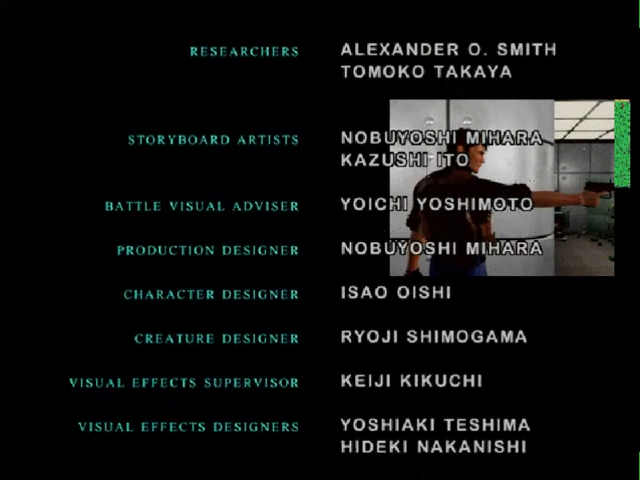 RESEARCHERS ALEXANDER O. SMITH
TOMOKO TAKAYA
STORYBOARD ARTISTS NOBUYOSHI MIHARA
KAZUSHI ITO
BATTLE VISUAL ADVISER YOICHI YOSHIMOTO
PRODUCTION DESIGNER NOBUYOSHI MIHARA
CHARACTER DESIGNER ISAO OISHI
CREATURE DESIGNER RYOJI SHIMOGAMA
VISUAL EFFECTS SUPERVISOR KEIJI KIKUCHI
VISUAL EFFECTS DESIGNERS YOSHIAKI TESHIMA
HIDEKI NAKANISHI